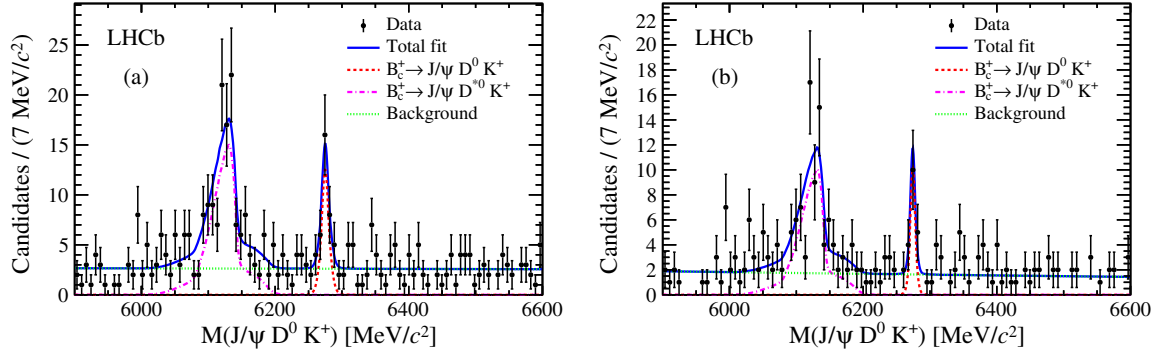 LHCb
(a)
Data
Total fit
B_c^+→J/ψ D^0 K^+
B_c^+→J/ψ D^{*0} K^+
Background
Candidates / (7 MeV/c^2)
25
20
15
10
5
0
6000
6200
6400
6600
M(J/ψ D^0 K^+) [MeV/c^2]
LHCb
(b)
Data
Total fit
B_c^+→J/ψ D^0 K^+
B_c^+→J/ψ D^{*0} K^+
Background
Candidates / (7 MeV/c^2)
22
20
18
16
14
12
10
8
6
4
2
0
6000
6200
6400
6600
M(J/ψ D^0 K^+) [MeV/c^2]